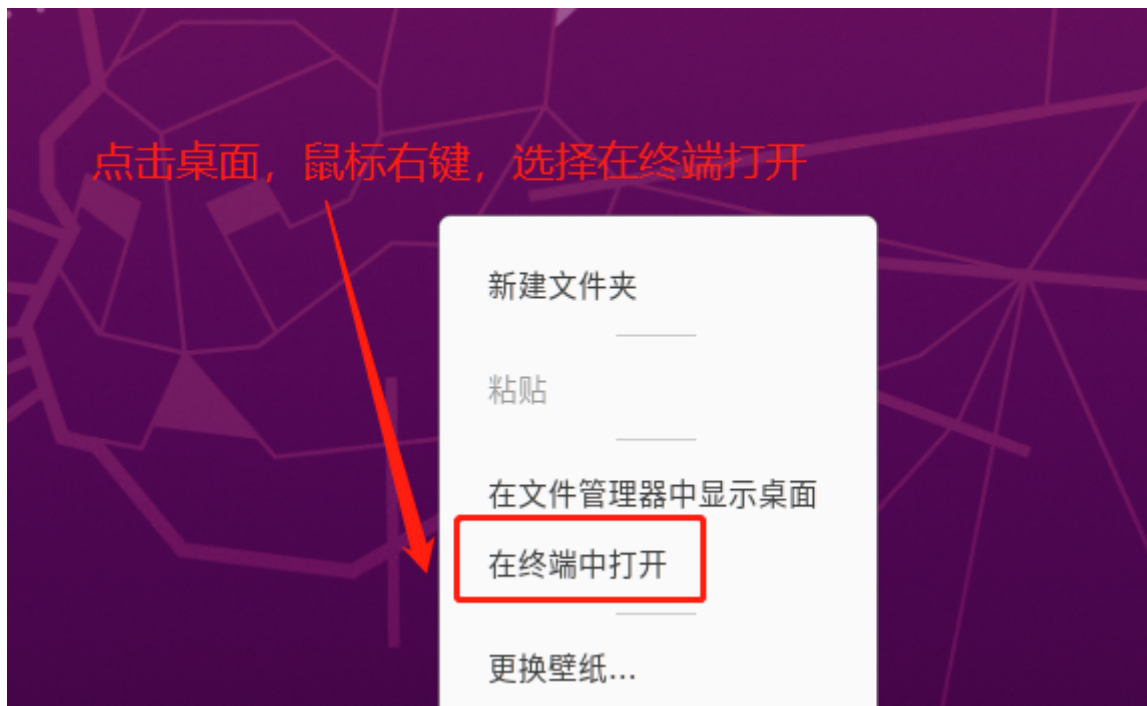 点击桌面，鼠标右键，选择在终端打开
新建文件夹
粘贴
在文件管理器中显示桌面
在终端中打开
更换壁纸...